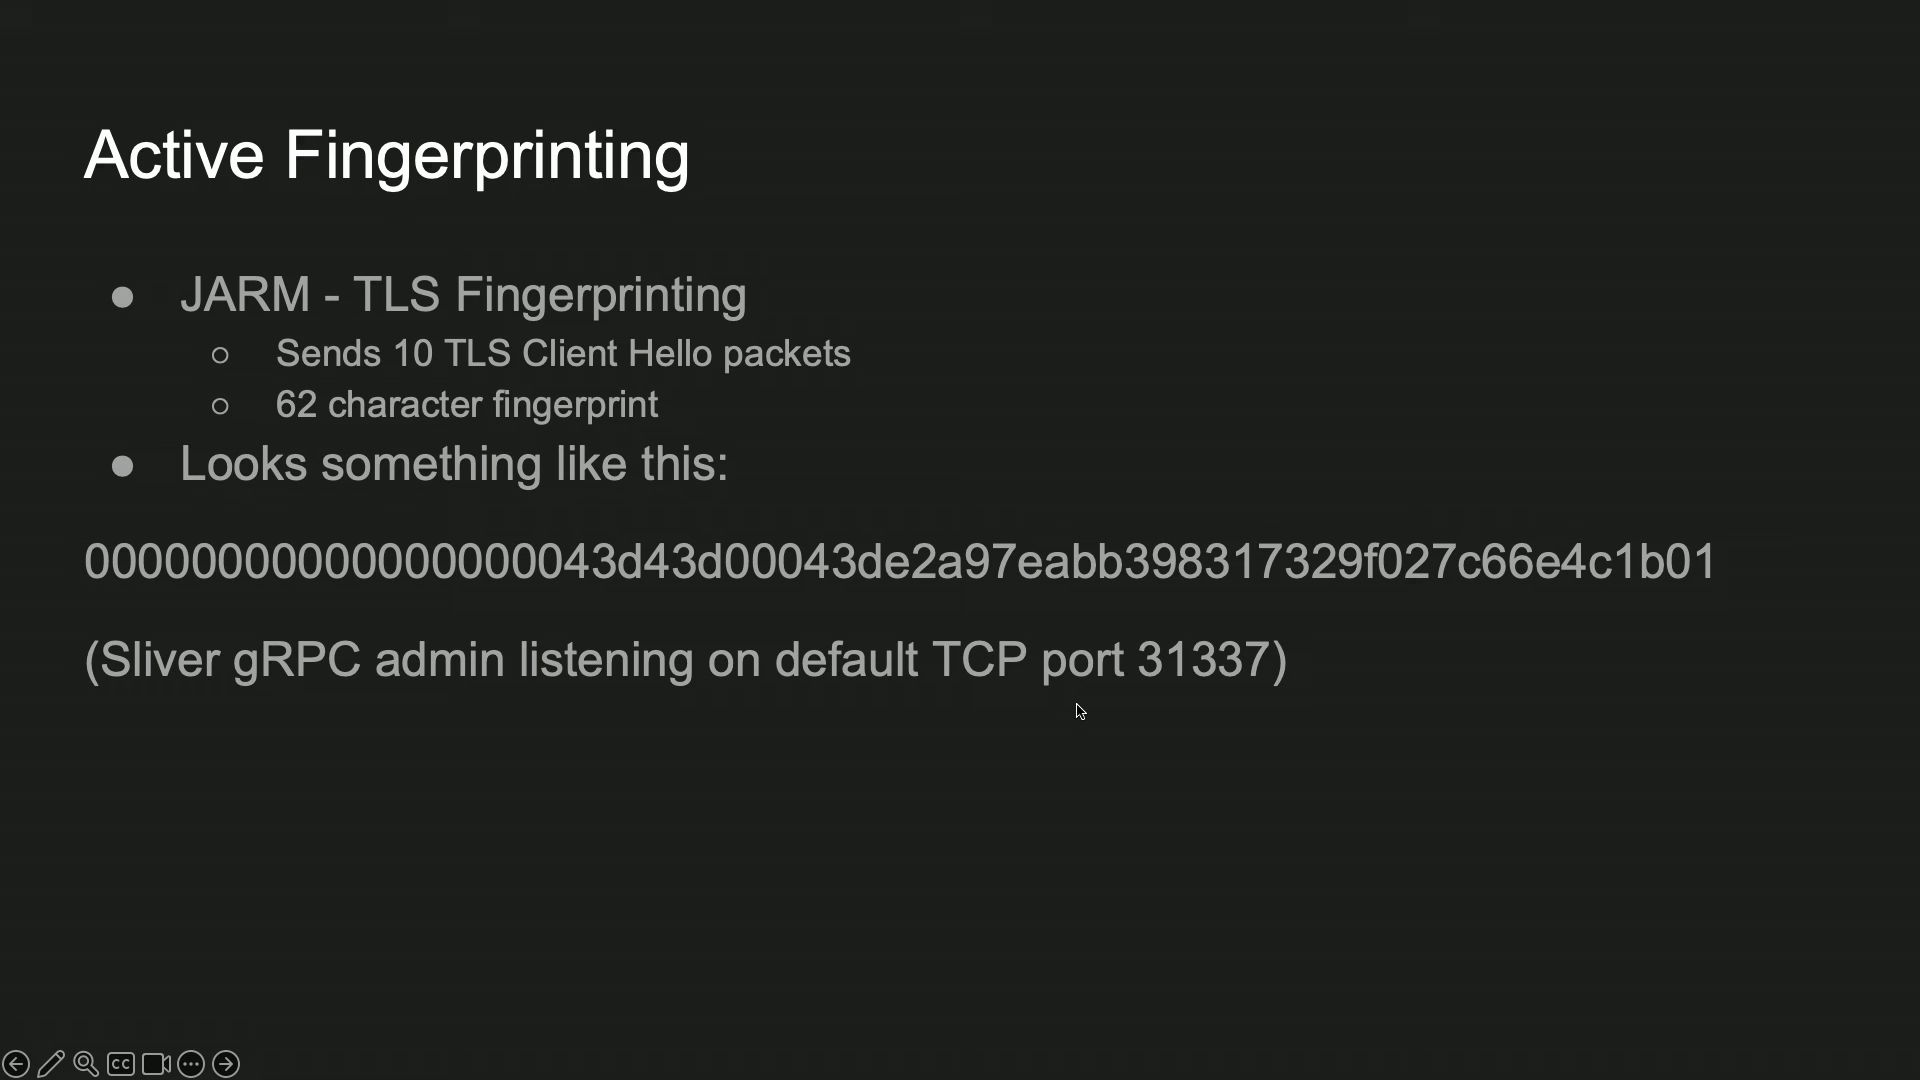 Active Fingerprinting
● JARM - TLS Fingerprinting
○ Sends 10 TLS Client Hello packets
○ 62 character fingerprint
● Looks something like this:
00000000000000000043d43d00043de2a97eabb398317329f027c66e4c1b01
(Sliver gRPC admin listening on default TCP port 31337)
CC